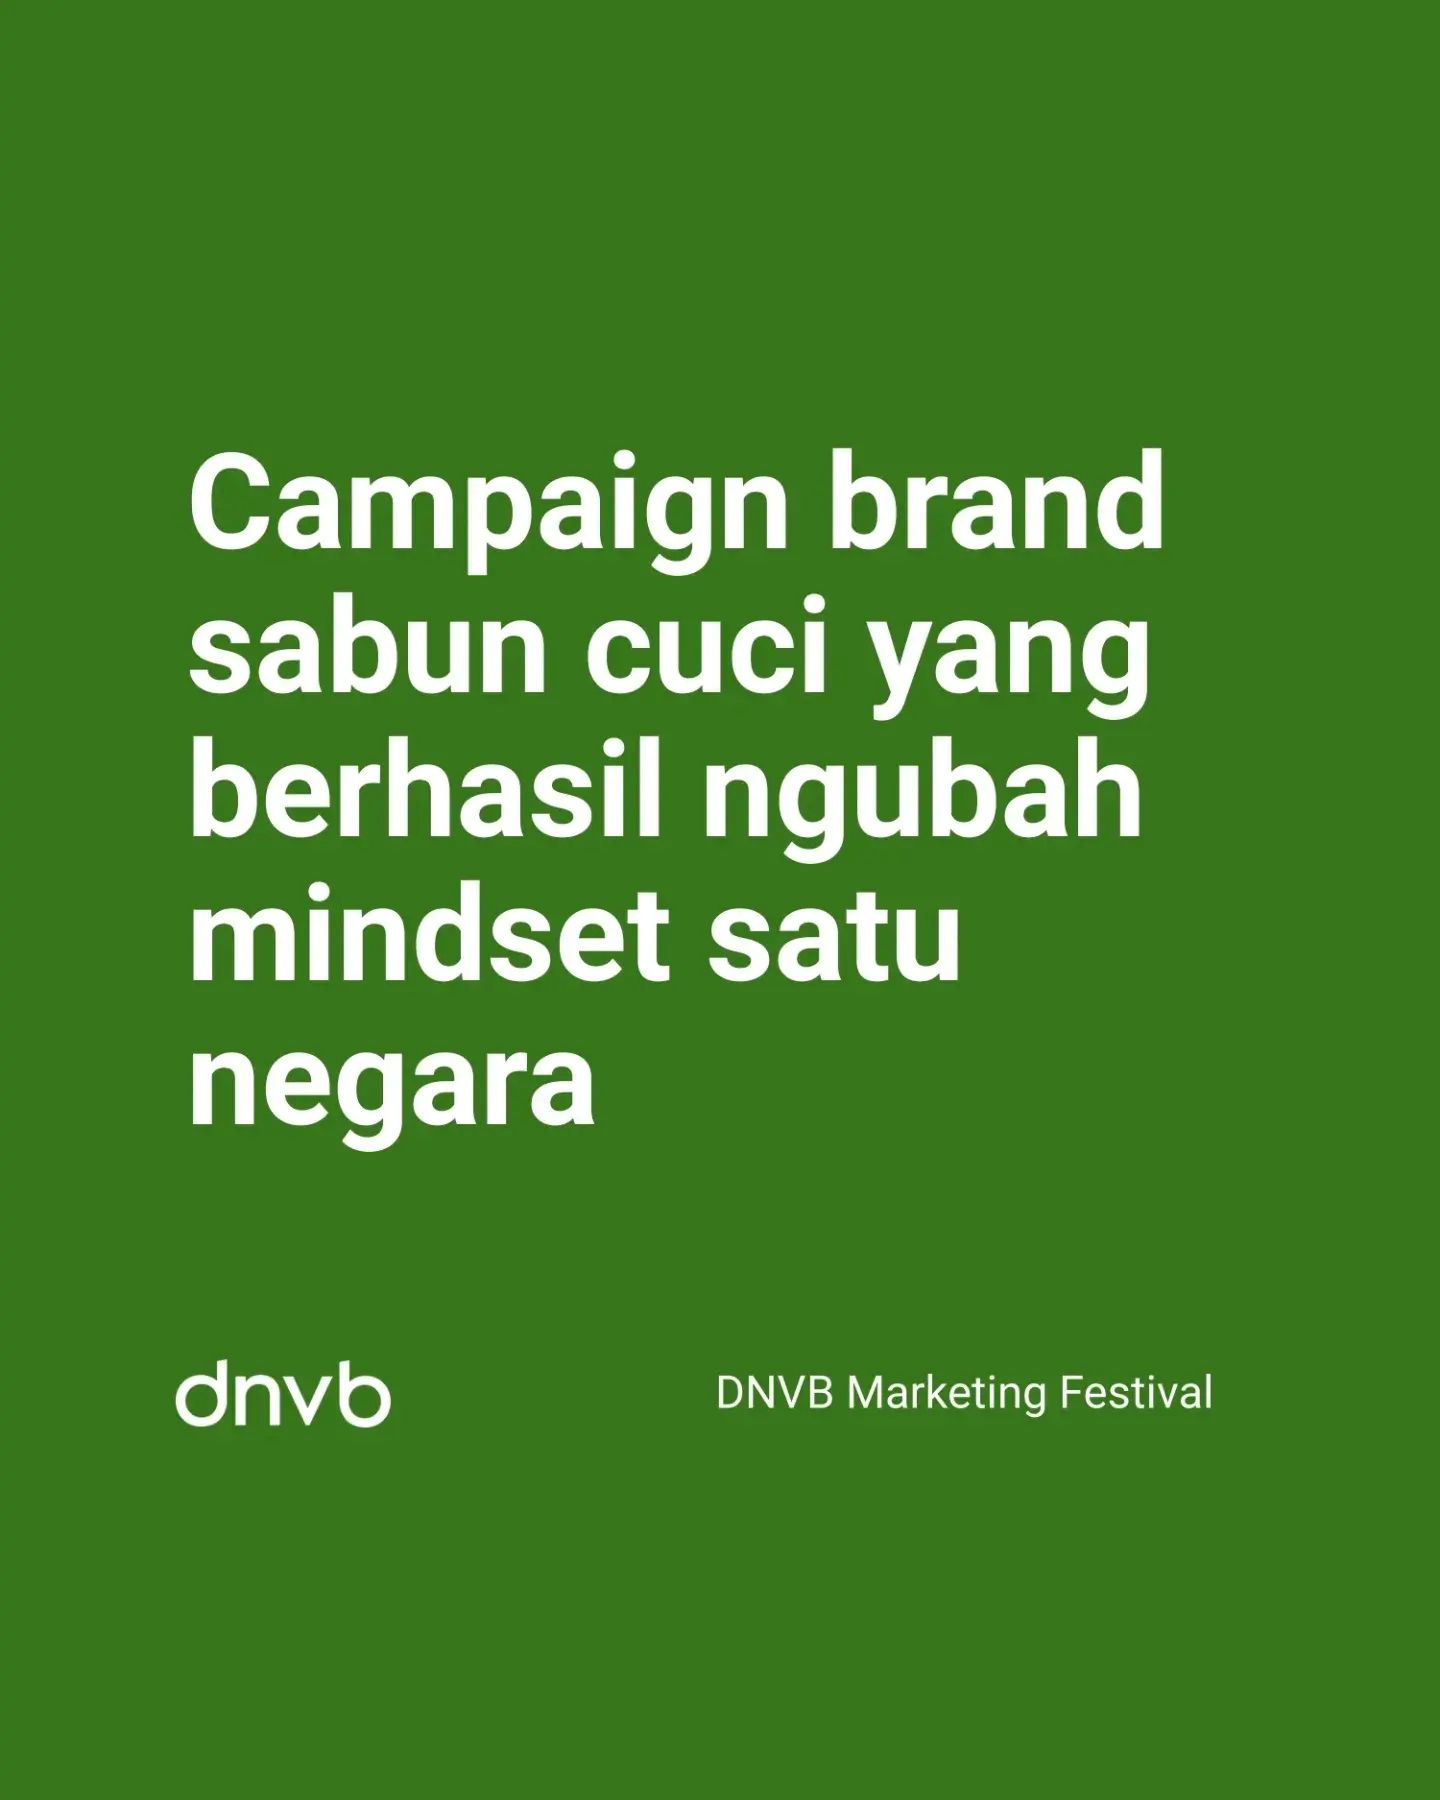 Campaign brand
sabun cuci yang
berhasil ngubah
mindset satu
negara
dnvb
DNVB Marketing Festival